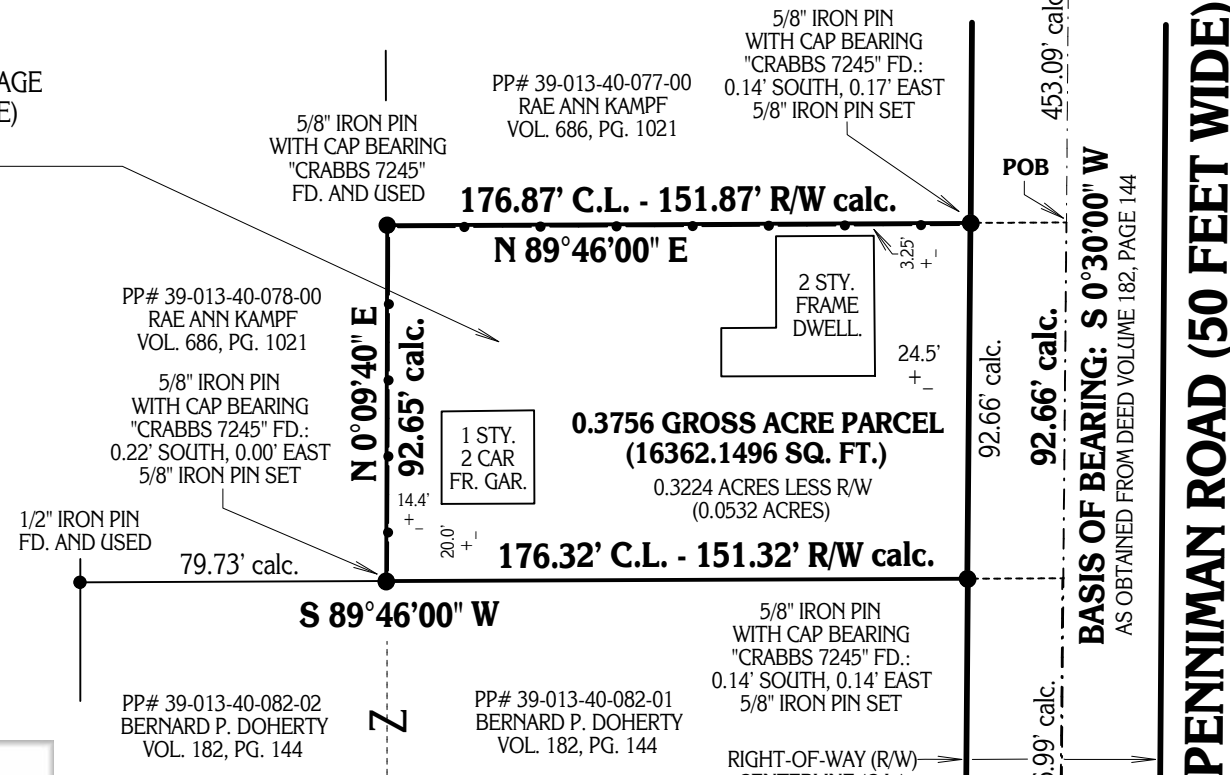 AGE
E)
5/8" IRON PIN
WITH CAP BEARING
"CRABBS 7245"
FD. AND USED
PP# 39-013-40-077-00
RAE ANN KAMPF
VOL. 686, PG. 1021
5/8" IRON PIN
WITH CAP BEARING
"CRABBS 7245" FD.:
0.14' SOUTH, 0.17' EAST
5/8" IRON PIN SET
453.09' calc
POB
176.87' C.L. - 151.87' R/W calc.
N 89°46'00" E
3.25'
+_
2 STY.
FRAME
DWELL.
24.5'
+_
PP# 39-013-40-078-00
RAE ANN KAMPF
VOL. 686, PG. 1021
5/8" IRON PIN
WITH CAP BEARING
"CRABBS 7245" FD.:
0.22' SOUTH, 0.00' EAST
5/8" IRON PIN SET
N 0°09'40" E
92.65' calc.
1 STY.
2 CAR
FR. GAR.
14.4'
+_
20.0'
+_
0.3756 GROSS ACRE PARCEL
(16362.1496 SQ. FT.)
0.3224 ACRES LESS R/W
(0.0532 ACRES)
92.66' calc.
92.66' calc.
BASIS OF BEARING: S 0°30'00" W
AS OBTAINED FROM DEED VOLUME 182, PAGE 144
PENNIMAN ROAD (50 FEET WIDE)
1/2" IRON PIN
FD. AND USED
79.73' calc.
176.32' C.L. - 151.32' R/W calc.
S 89°46'00" W
5/8" IRON PIN
WITH CAP BEARING
"CRABBS 7245" FD.:
0.14' SOUTH, 0.14' EAST
5/8" IRON PIN SET
PP# 39-013-40-082-02
BERNARD P. DOHERTY
VOL. 182, PG. 144
Z
PP# 39-013-40-082-01
BERNARD P. DOHERTY
VOL. 182, PG. 144
RIGHT-OF-WAY (R/W)
.99' calc.